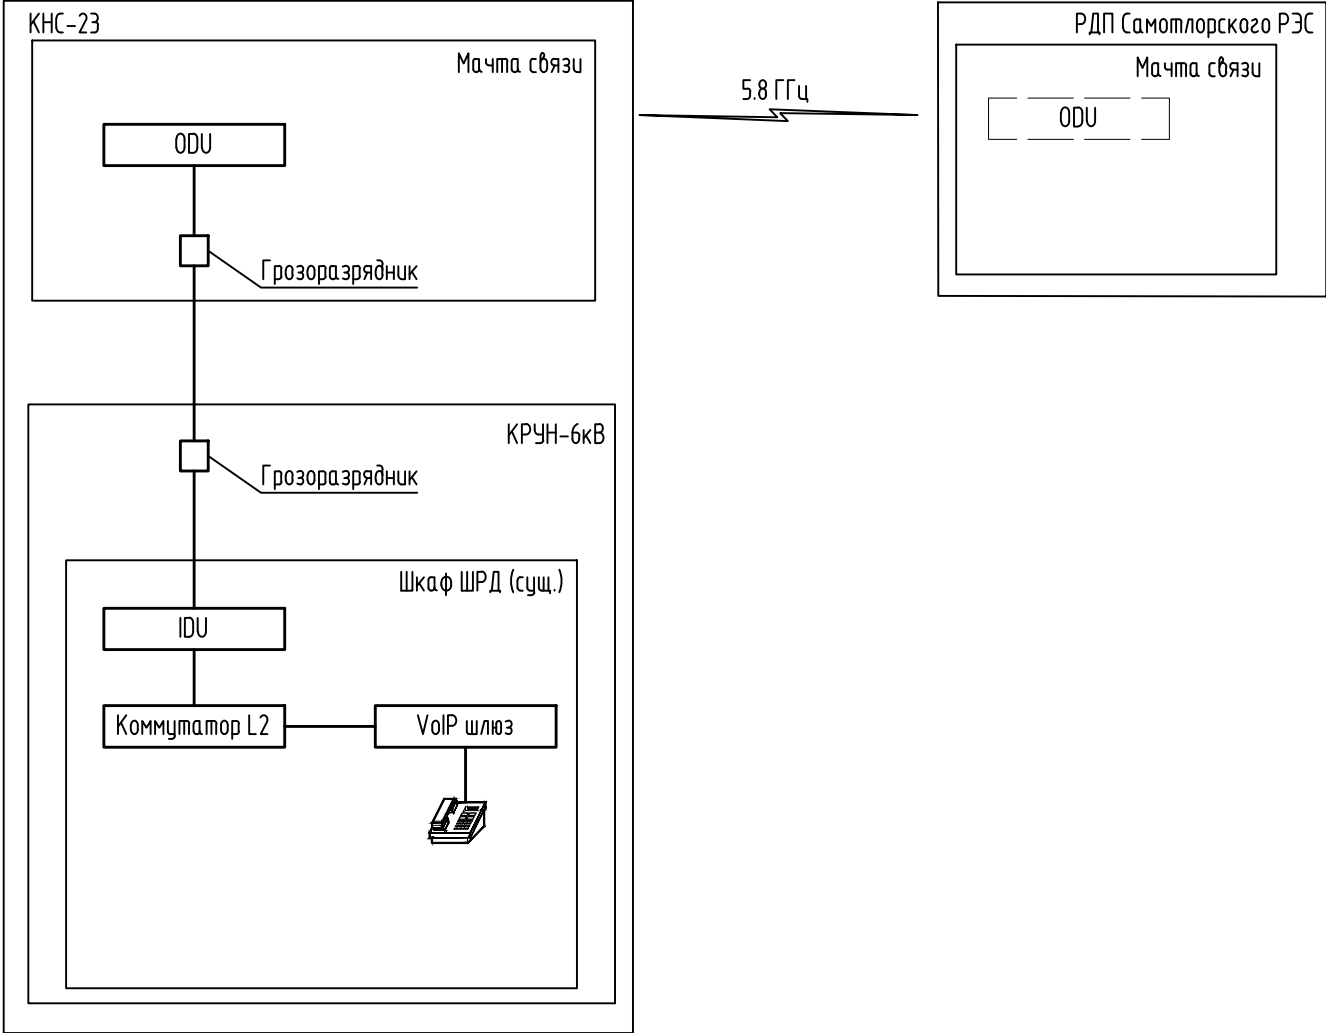 КНС-23
Мачта связи
ODU
Грозоразрядник
КРУН-6кВ
Грозоразрядник
Шкаф ШРД (сущ.)
IDU
Коммутатор L2
VoIP шлюз
5.8 ГГц
РДП Самотлорского РЭС
Мачта связи
ODU